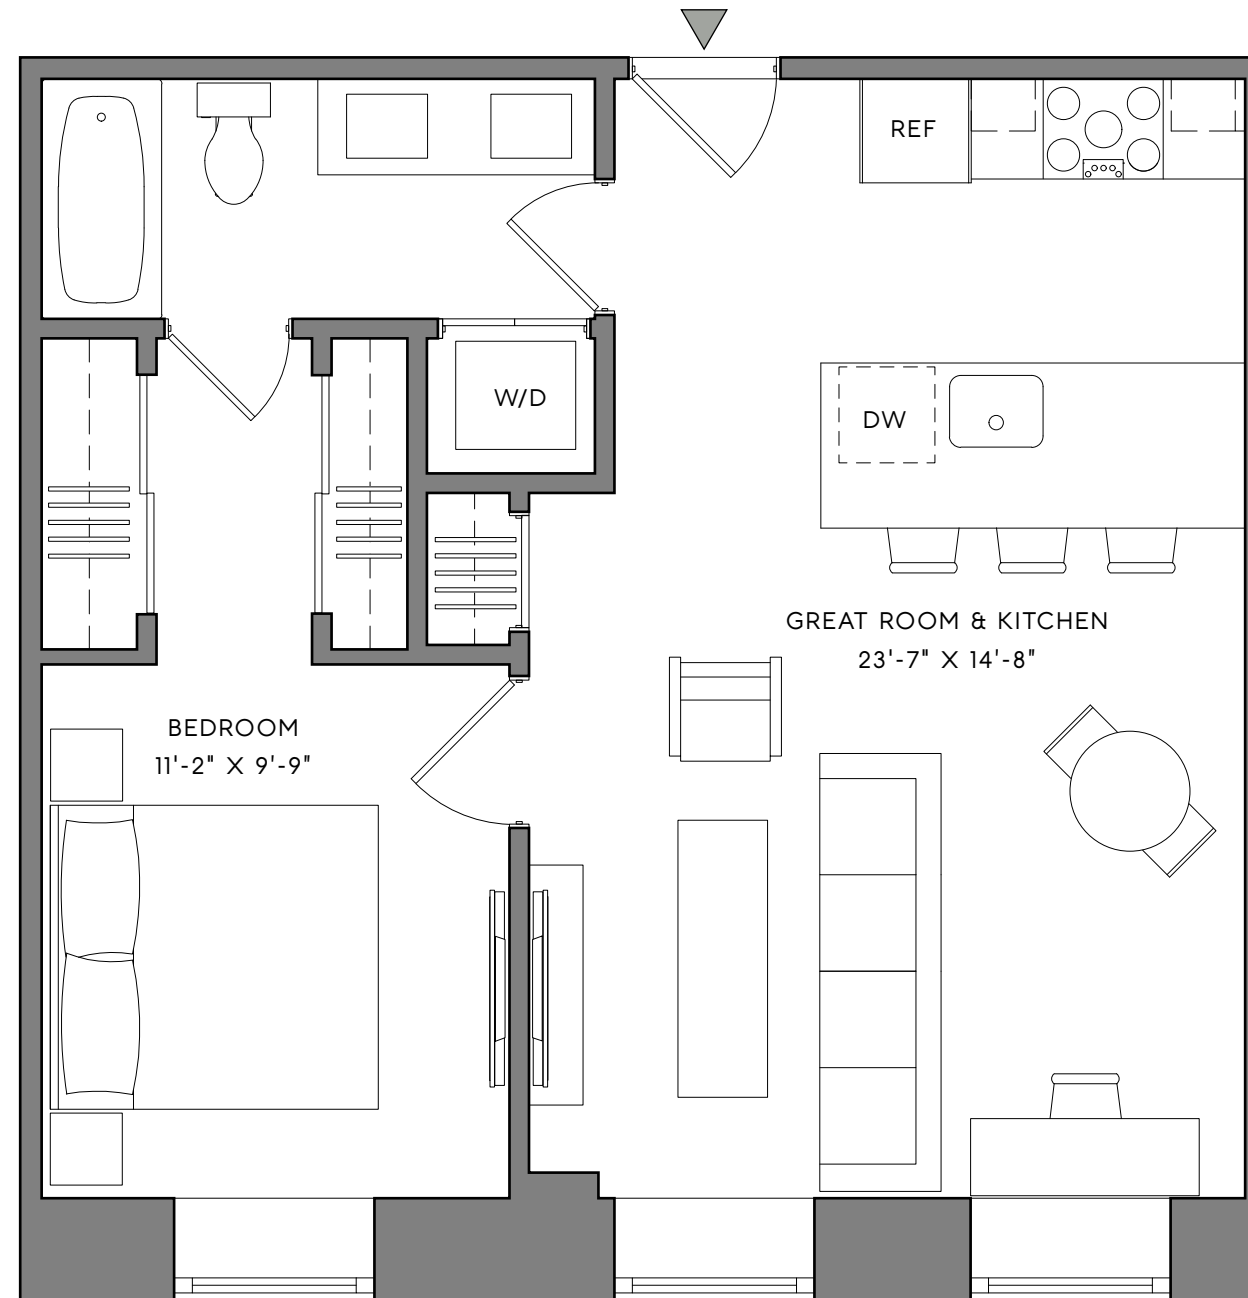 REF
W/D
DW
GREAT ROOM & KITCHEN
23'-7" X 14'-8"
BEDROOM
11'-2" X 9'-9"